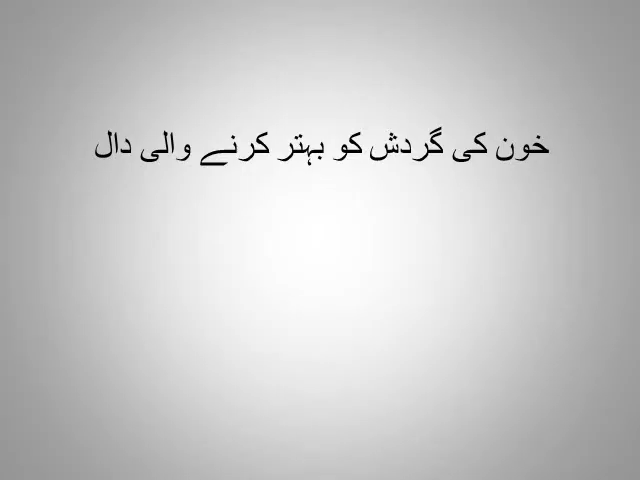 خون کی گردش کو بہتر کرنے والی دال